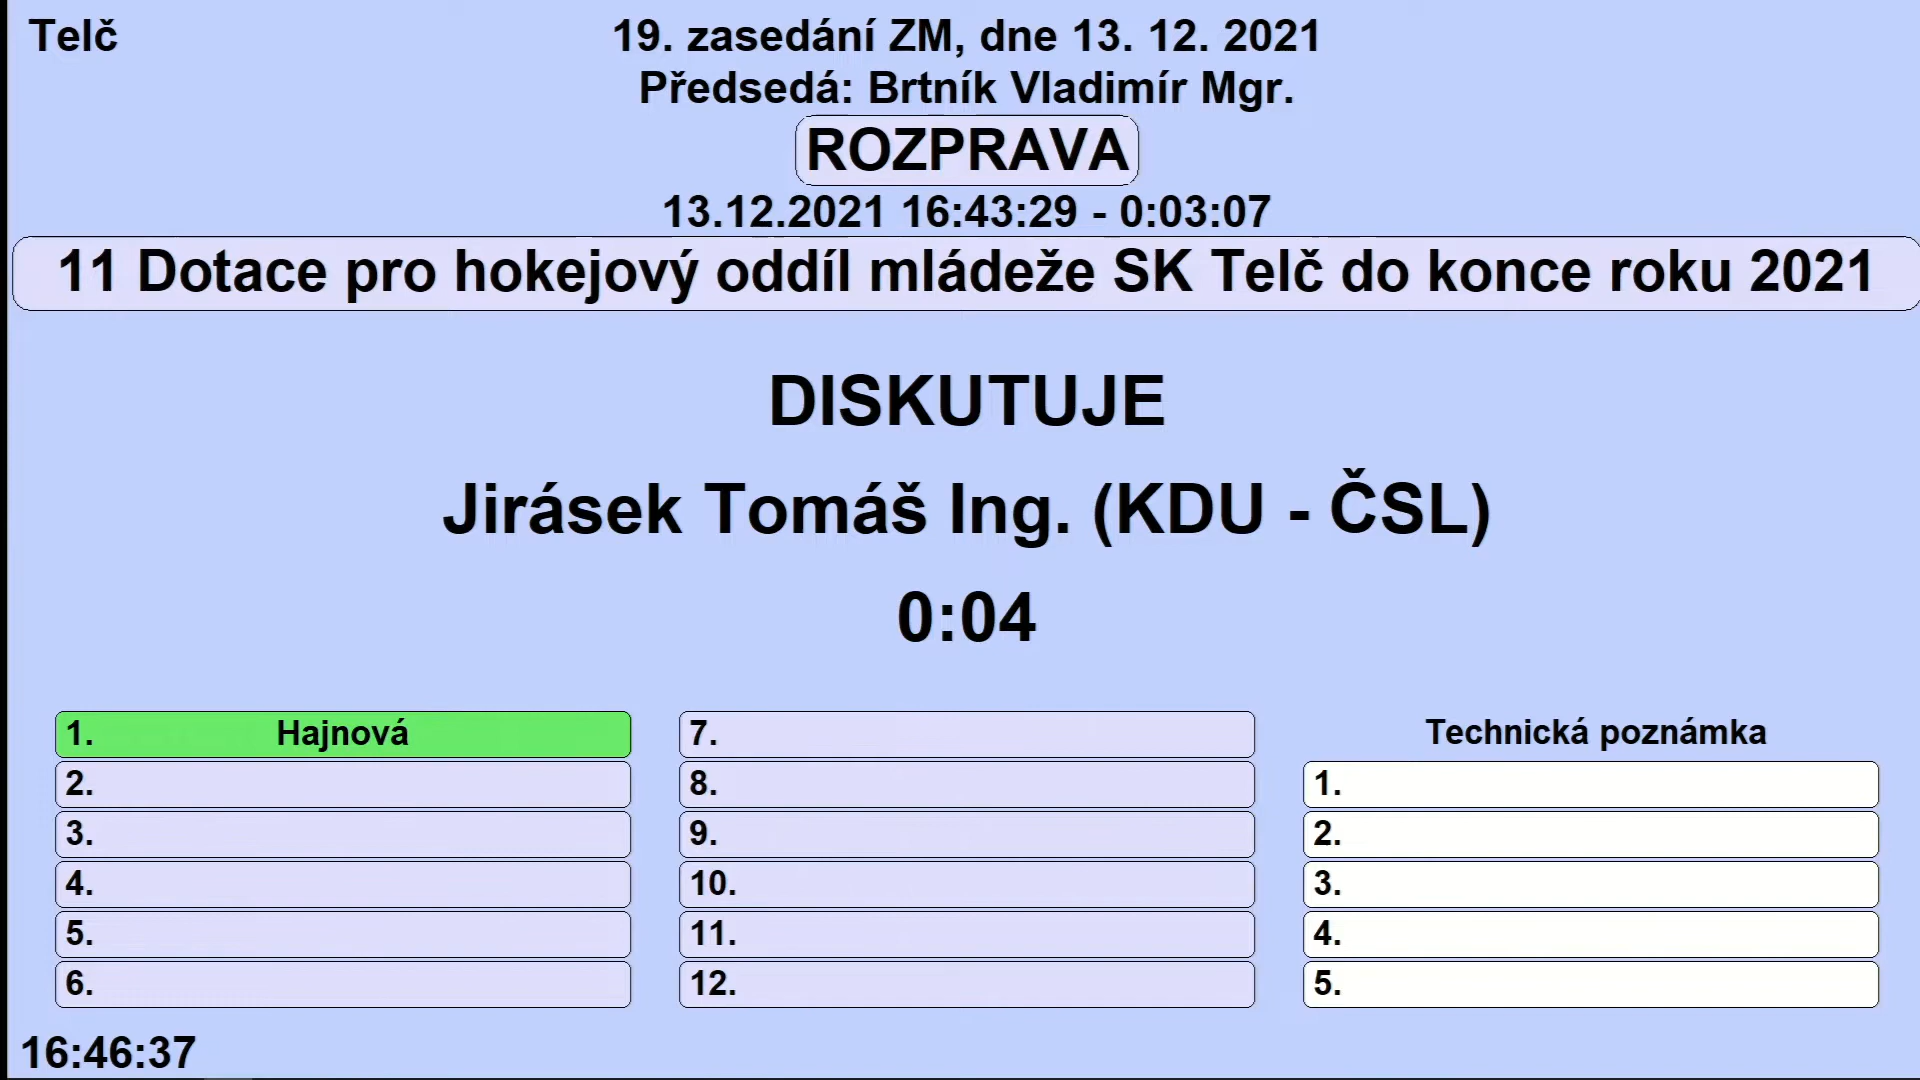 Telč
19. zasedání ZM, dne 13. 12. 2021
Předsedá: Brtník Vladimír Mgr.
ROZPRAVA
13.12.2021 16:43:29 - 0:03:07
11 Dotace pro hokejový oddíl mládeže SK Telč do konce roku 2021
DISKUTUJE
Jirásek Tomáš Ing. (KDU - ČSL)
0:04
1. Hajnová
2.
3.
4.
5.
6.
7.
8.
9.
10.
11.
12.
Technická poznámka
1.
2.
3.
4.
5.
16:46:37